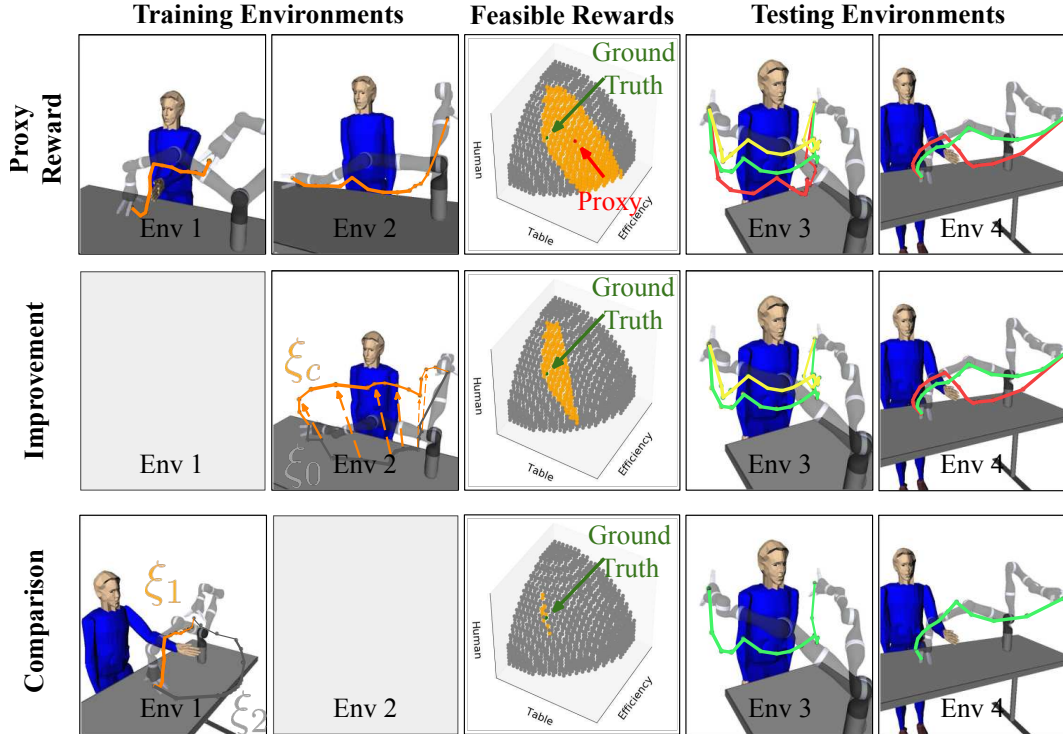 Training Environments
Feasible Rewards
Testing Environments
Proxy
Reward
Env 1
Env 2
Ground
Truth
Proxy
Human
Table
Efficiency
Env 3
Env 4
Improvement
Env 1
ξc
ξ0
Env 2
Ground
Truth
Human
Table
Efficiency
Env 3
Env 4
Comparison
ξ1
ξ2
Env 1
Env 2
Ground
Truth
Human
Table
Efficiency
Env 3
Env 4